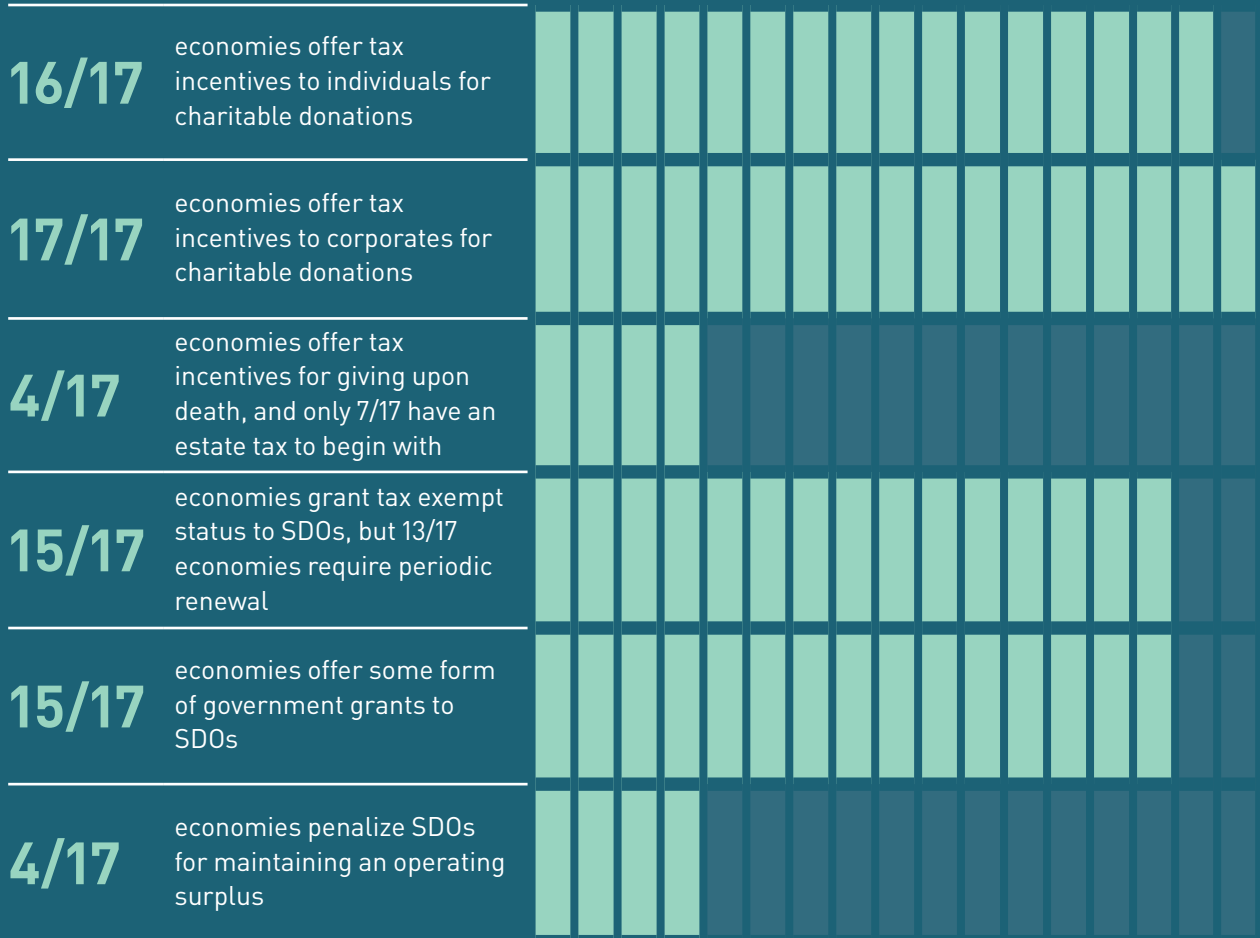 16/17
economies offer tax
incentives to individuals for
charitable donations
17/17
economies offer tax
incentives to corporates for
charitable donations
4/17
economies offer tax
incentives for giving upon
death, and only 7/17 have an
estate tax to begin with
15/17
economies grant tax exempt
status to SDOs, but 13/17
economies require periodic
renewal
15/17
economies offer some form
of government grants to
SDOs
4/17
economies penalize SDOs
for maintaining an operating
surplus